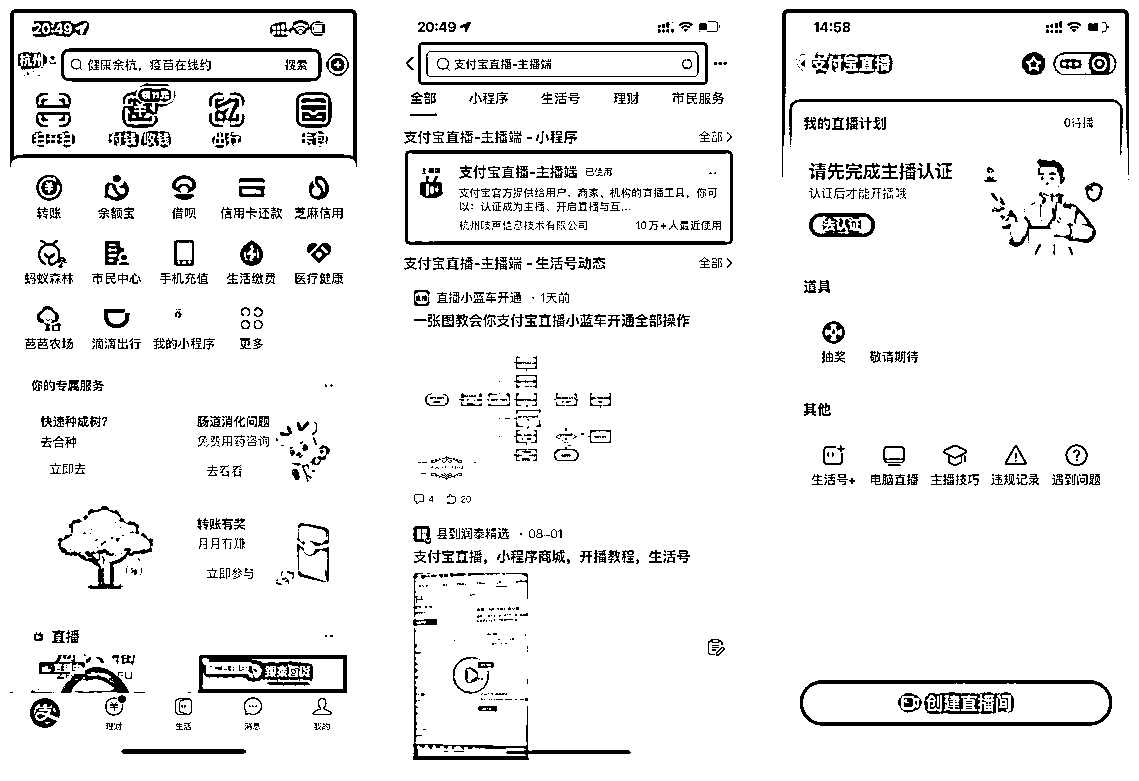 20:49
杭州
健康余杭，疫苗在线约 搜索
扫一扫 付钱/收钱 出行 卡包
转账 余额宝 借呗 信用卡还款 芝麻信用
蚂蚁森林 市民中心 手机充值 生活缴费 医疗健康
芭芭农场 滴滴出行 我的小程序 更多
你的专属服务
快速种成树?
去合种
立即去
肠道消化问题
免费用药咨询
去看看
转账有奖
月月有赚
立即参与
直播
理财 生活 消息 我的
20:49
支付宝直播-主播端
全部 小程序 生活号 理财 市民服务
支付宝直播-主播端 - 小程序 全部
支付宝直播-主播端 已使用
支付宝官方提供给用户、商家、机构的直播工具，你可
以：认证成为主播、开启直播与互...
10万+人最近使用
支付宝直播-主播端 - 生活号动态 全部
直播小蓝车开通 · 1天前
一张图教会你支付宝直播小蓝车开通全部操作
4 20
县到润泰精选 · 08-01
支付宝直播，小程序商城，开播教程，生活号
14:58
支付宝直播
我的直播计划 0待播
请先完成主播认证
认证后才能开播哦
去认证
道具
抽奖 敬请期待
其他
生活号+ 电脑直播 主播技巧 违规记录 遇到问题
创建直播间